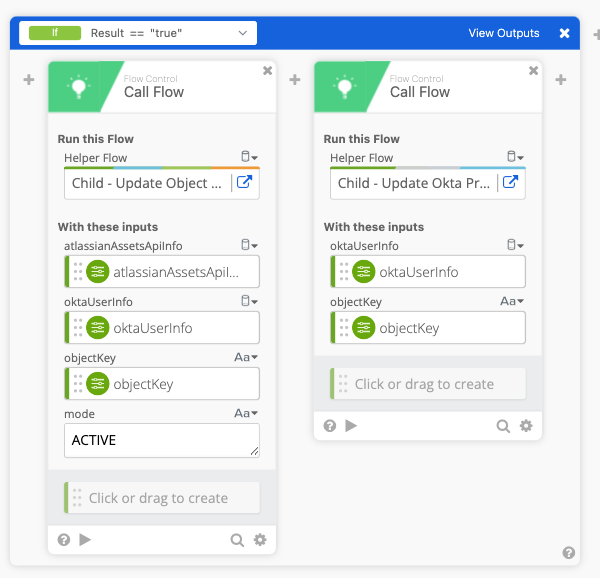 If Result == "true" View Outputs
Flow Control
Call Flow
Run this Flow
Helper Flow
Child - Update Object ...
With these inputs
atlassianAssetsApiInfo
atlassianAssetsApiI...
oktaUserInfo
oktaUserInfo
objectKey Aa
objectKey
mode Aa
ACTIVE
Click or drag to create
Flow Control
Call Flow
Run this Flow
Helper Flow
Child - Update Okta Pr...
With these inputs
oktaUserInfo
oktaUserInfo
objectKey Aa
objectKey
Click or drag to create